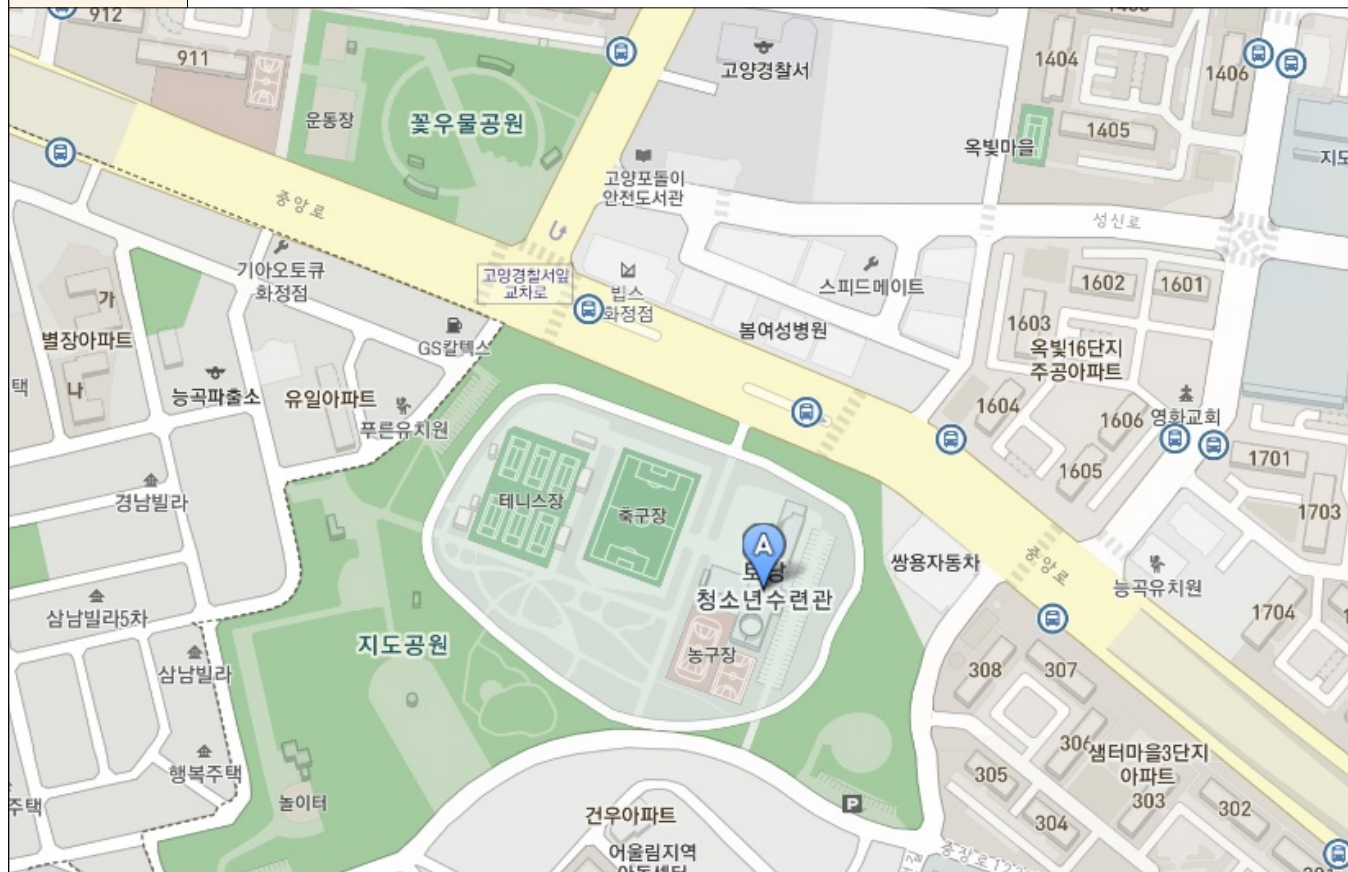 912
911
운동장
꽃우물공원
고양경찰서
고양포돌이
안전도서관
1404
1406
1405
옥빛마을
중앙로
성신로
기아오토큐
화정점
고양경찰서앞
교차로
빕스
화정점
스피드메이트
1602
1601
1603
옥빛16단지
주공아파트
봄여성병원
가
별장아파트
나
택
GS칼텍스
능곡파출소
유일아파트
푸른유치원
1604
1606
영화교회
1605
1701
1703
경남빌라
테니스장
축구장
A
토당
청소년수련관
쌍용자동차
중앙로
능곡유치원
1704
삼남빌라5차
삼남빌라
지도공원
농구장
308
307
306
샘터마을3단지
아파트
305
303
302
304
행복주택
주택
놀이터
P
건우아파트
어울림지역